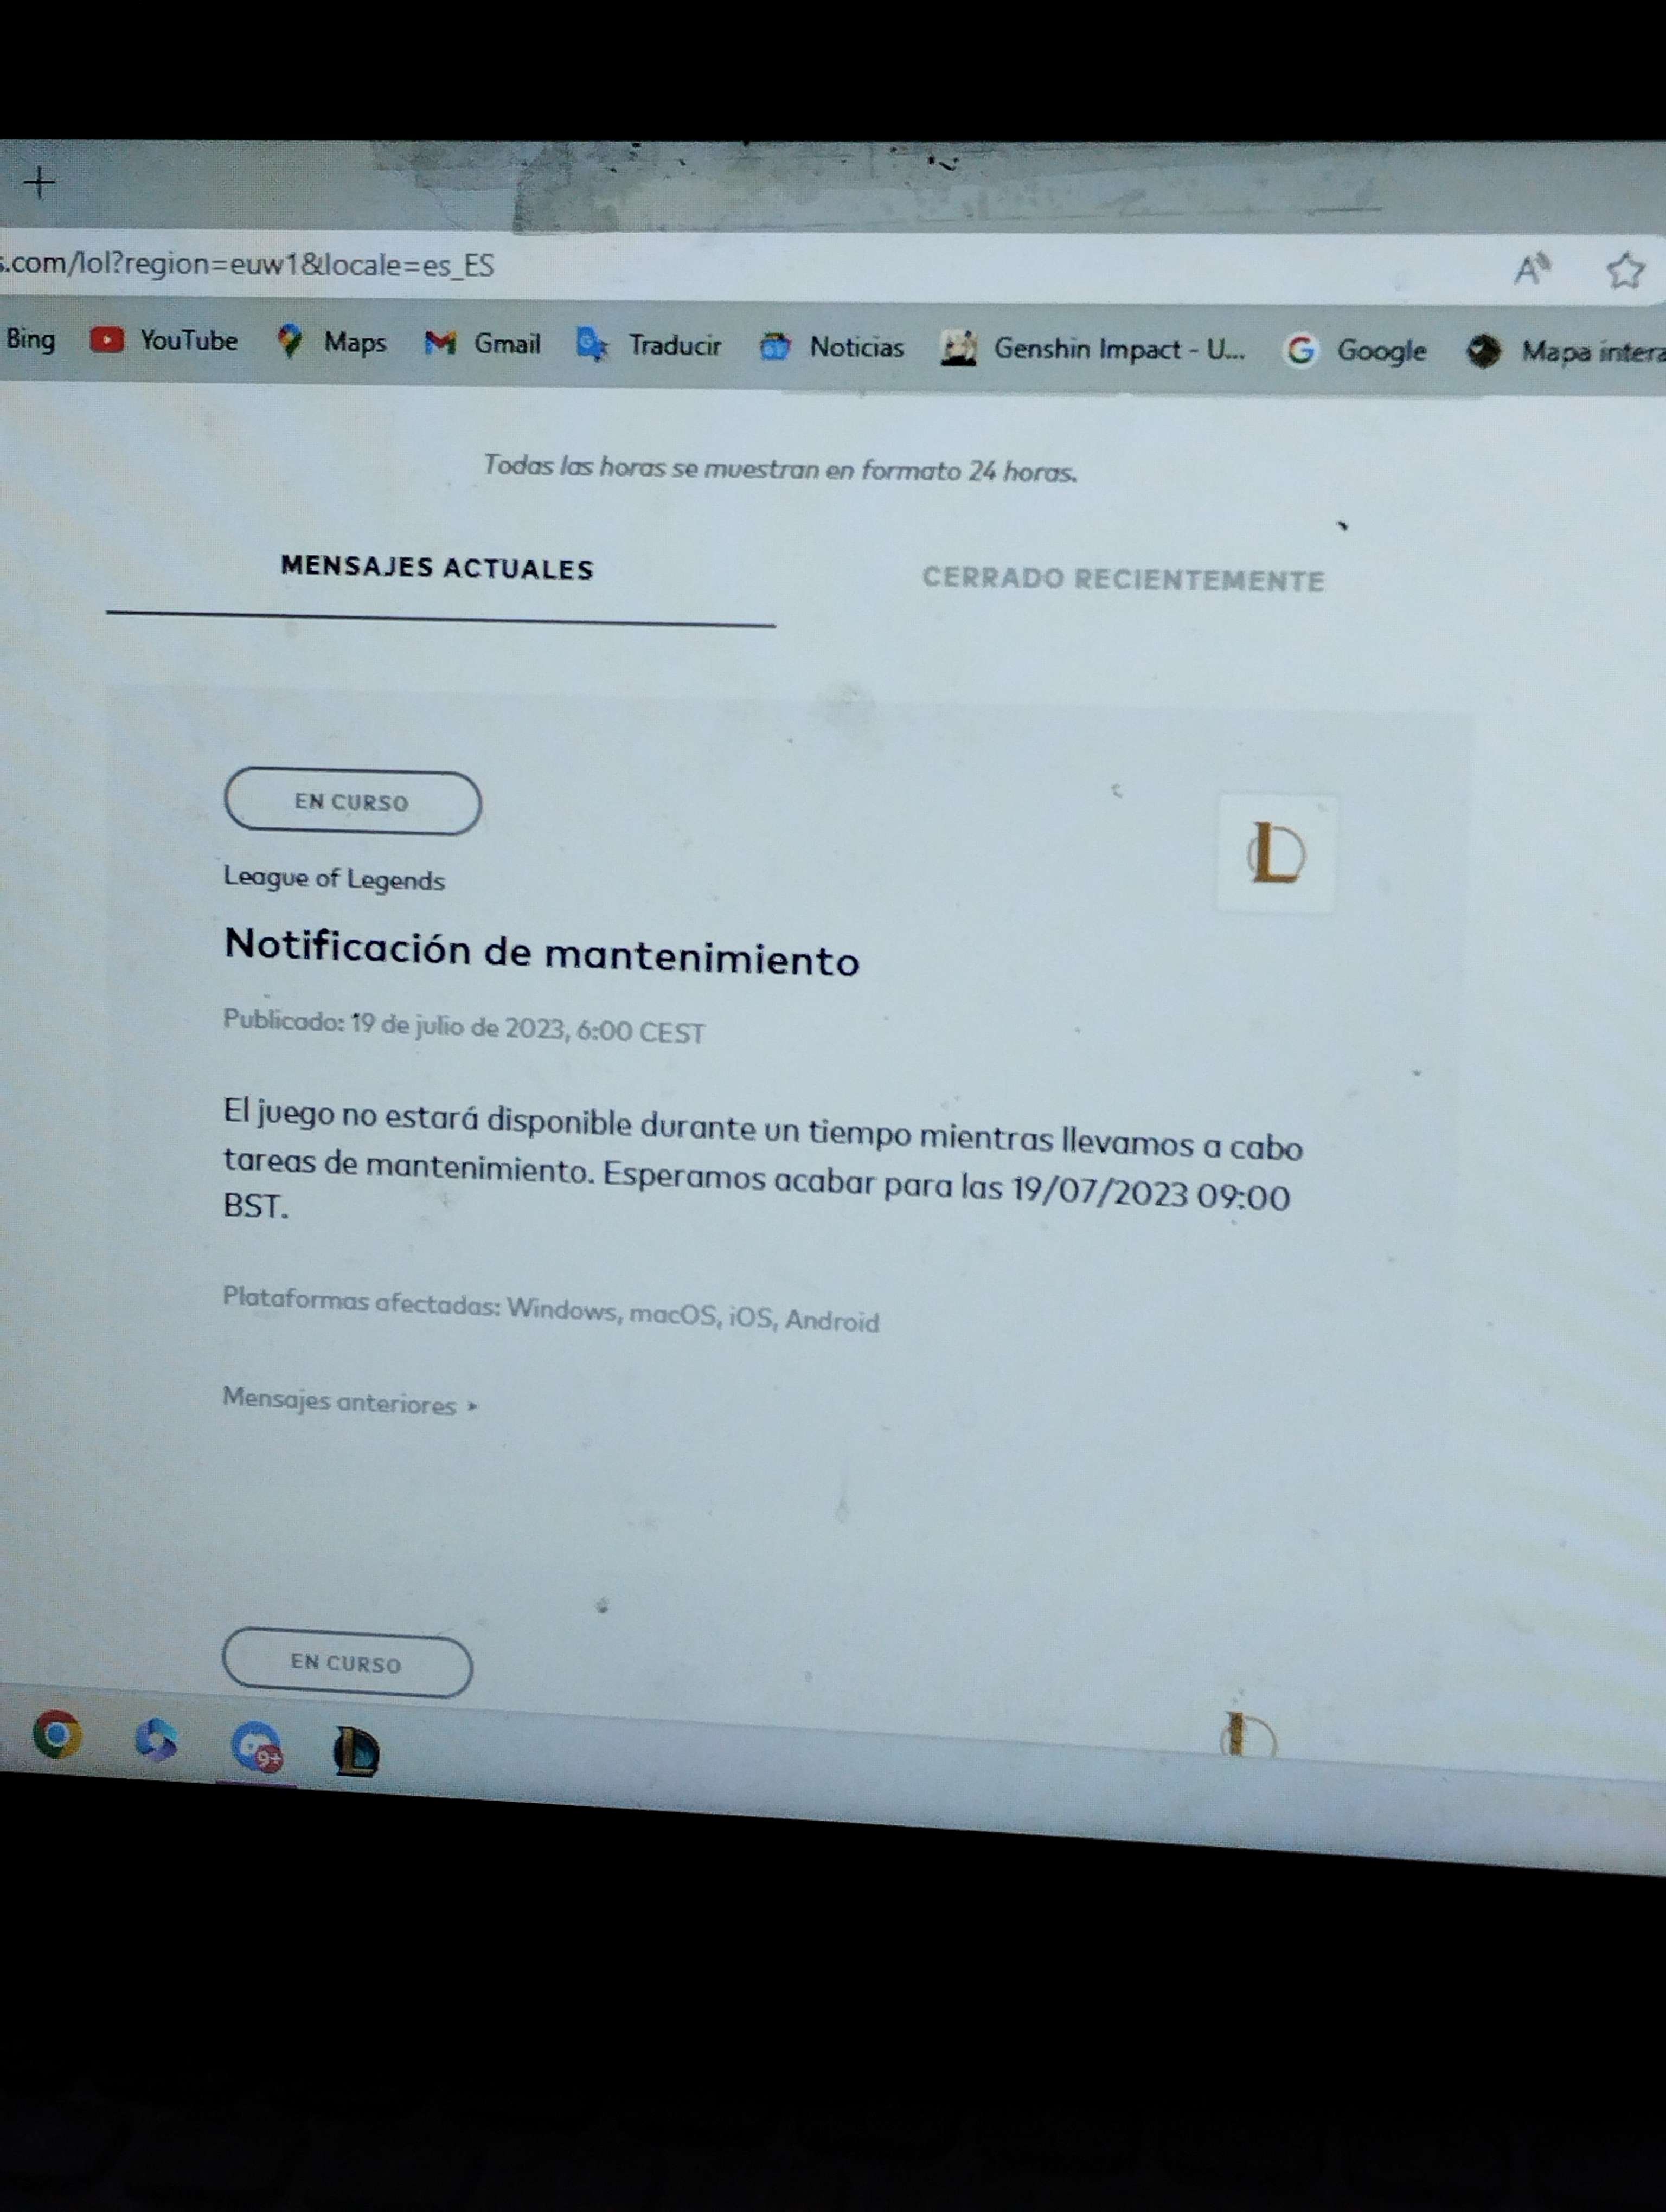 s.com/lol?region=euw1&locale=es_ES
Bing YouTube Maps Gmail Traducir Noticias Genshin Impact - U... Google Mapa intera
Todas las horas se muestran en formato 24 horas.
MENSAJES ACTUALES CERRADO RECIENTEMENTE
EN CURSO
League of Legends
Notificación de mantenimiento
Publicado: 19 de julio de 2023, 6:00 CEST
El juego no estará disponible durante un tiempo mientras llevamos a cabo
tareas de mantenimiento. Esperamos acabar para las 19/07/2023 09:00
BST.
Plataformas afectadas: Windows, macOS, iOS, Android
Mensajes anteriores ▸
EN CURSO
9+